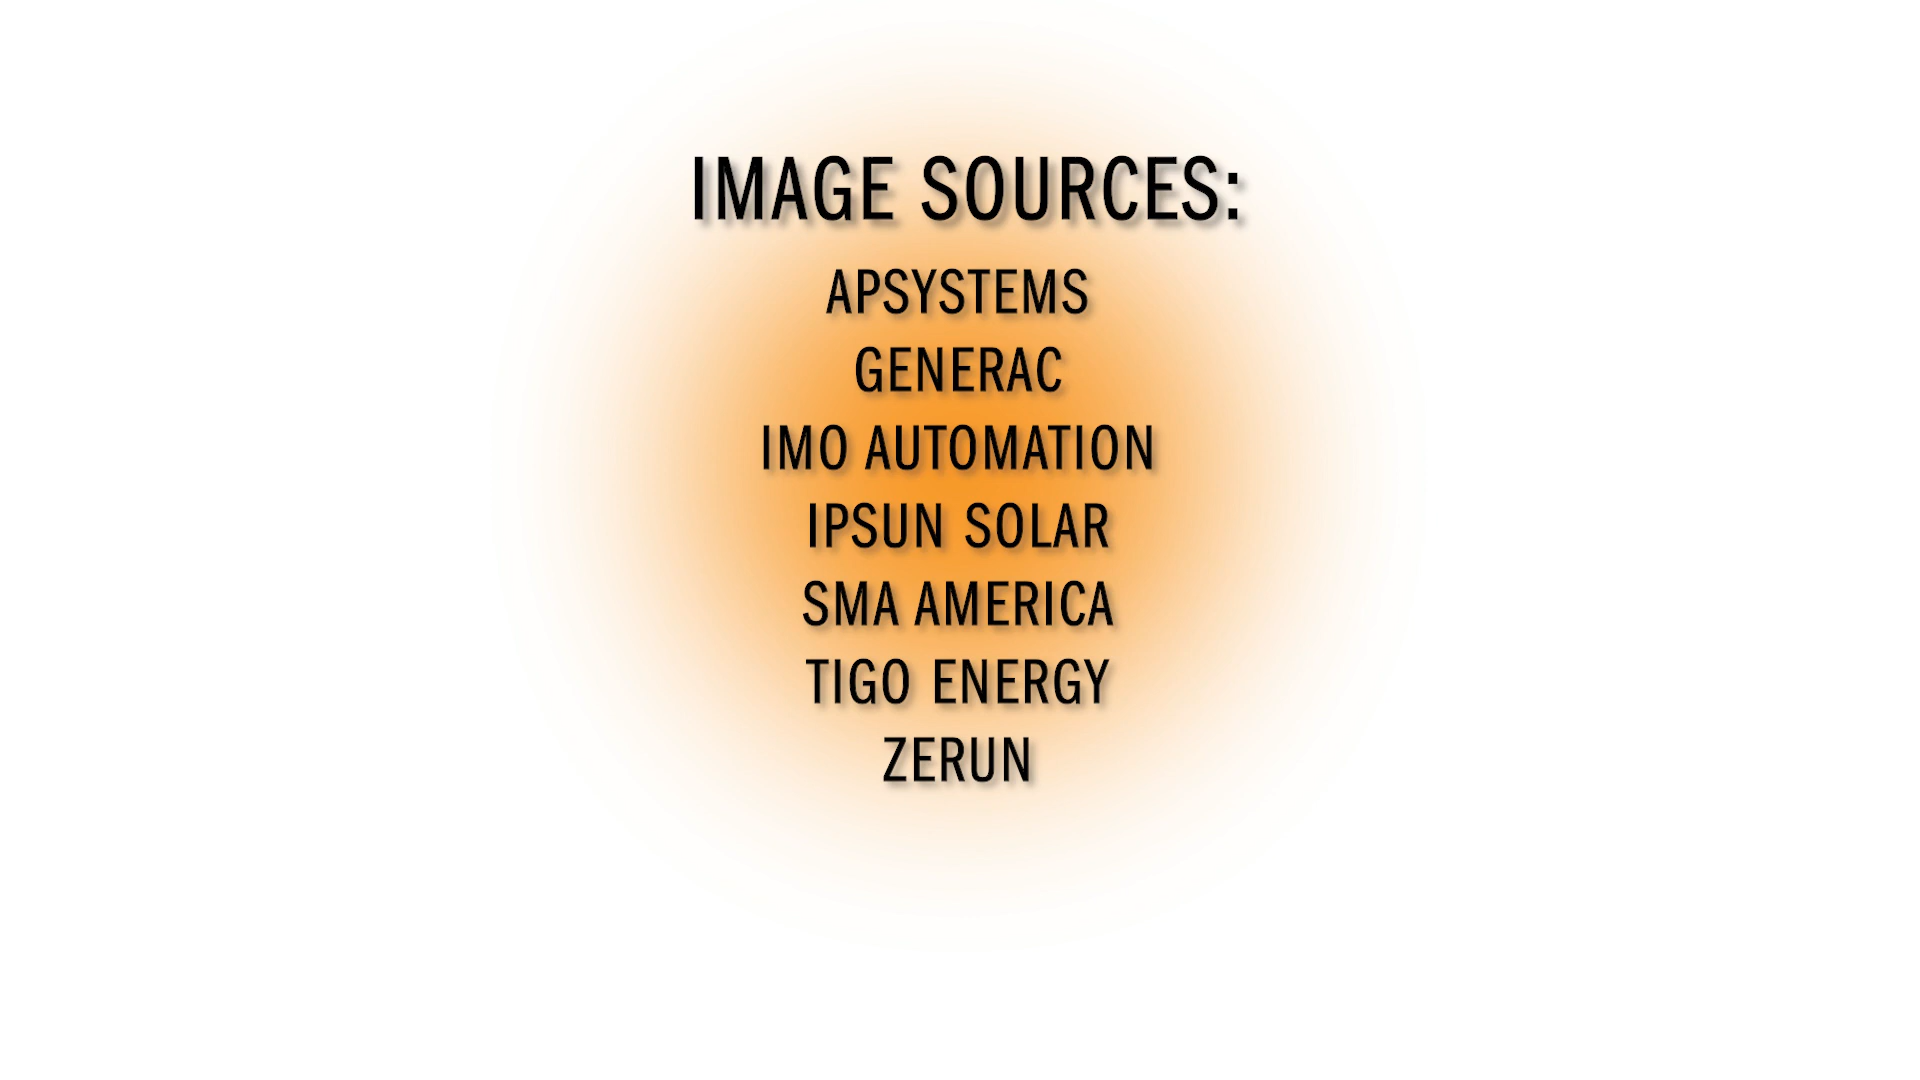 IMAGE SOURCES:
APSYSTEMS
GENERAC
IMO AUTOMATION
IPSUN SOLAR
SMA AMERICA
TIGO ENERGY
ZERUN